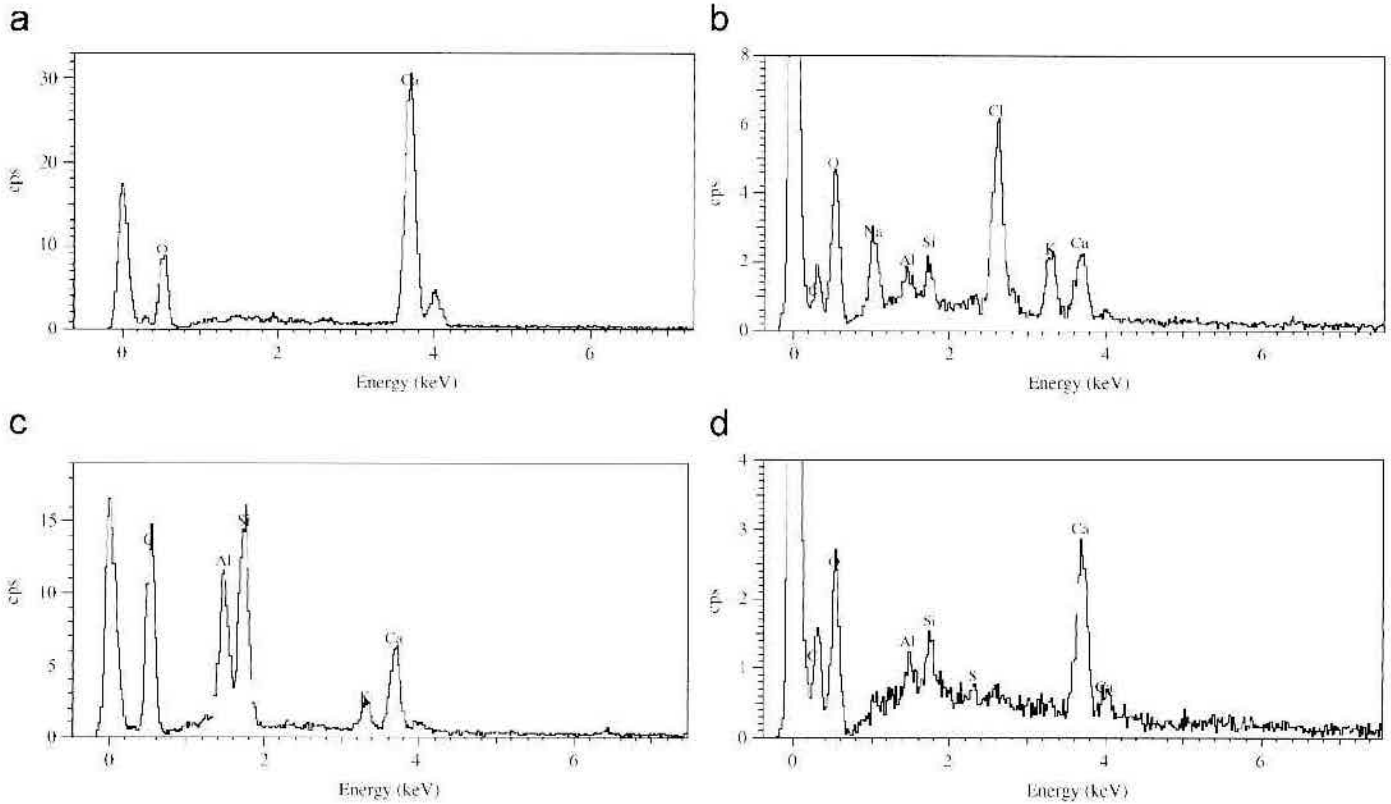 a
30
20
10
0
cps
Ca
O
0 2 4 6
Energy (keV)
b
8
6
4
2
0
cps
O
Na
Al
Si
Cl
K
Ca
0 2 4 6
Energy (keV)
c
15
10
5
0
cps
Al
Si
K
Ca
0 2 4 6
Energy (keV)
d
4
3
2
1
0
cps
C
O
Al
Si
S
Ca
Ca
0 2 4 6
Energy (keV)